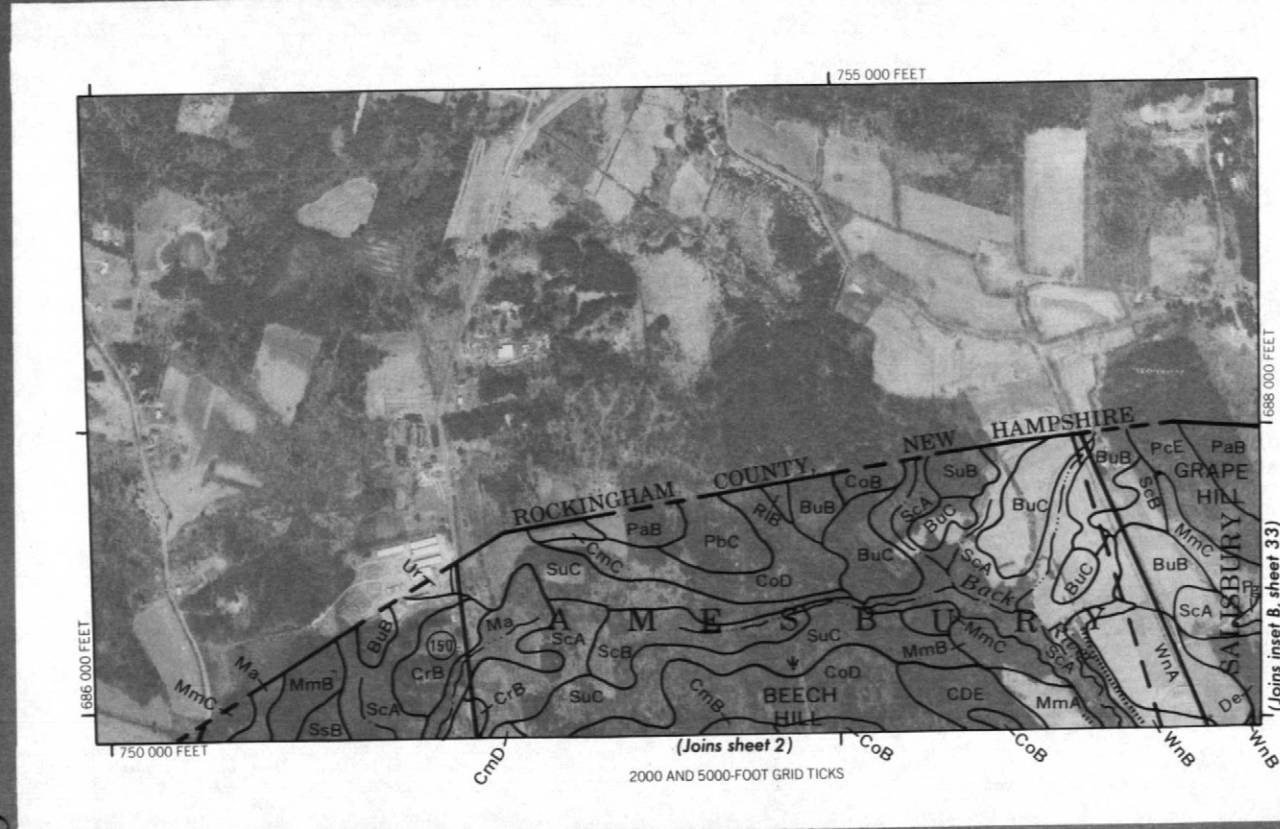 755 000 FEET
688 000 FEET
ROCKINGHAM COUNTY, NEW HAMPSHIRE
BuB
PcE
PaB
GRAPE HILL
ScB
SuB
CoB
BuB
RlB
ScA
BuC
BuC
PaB
PbC
CmC
SuC
CoD
BuC
ScA
Back
BuC
MmC
BuB
ScA
SALISBURY
Ur
BuB
150
CrB
Ma
AMESBURY
ScA
ScB
SuC
MmB
MmC
ScA
WnA
Ma
MmC
MmB
SsB
ScA
CrB
SuC
CmB
CoD
BEECH HILL
CDE
MmA
De
686 000 FEET
(Joins inset B, sheet 33)
750 000 FEET
CmD
(Joins sheet 2)
CoB
CoB
WnB
WnB
2000 AND 5000-FOOT GRID TICKS